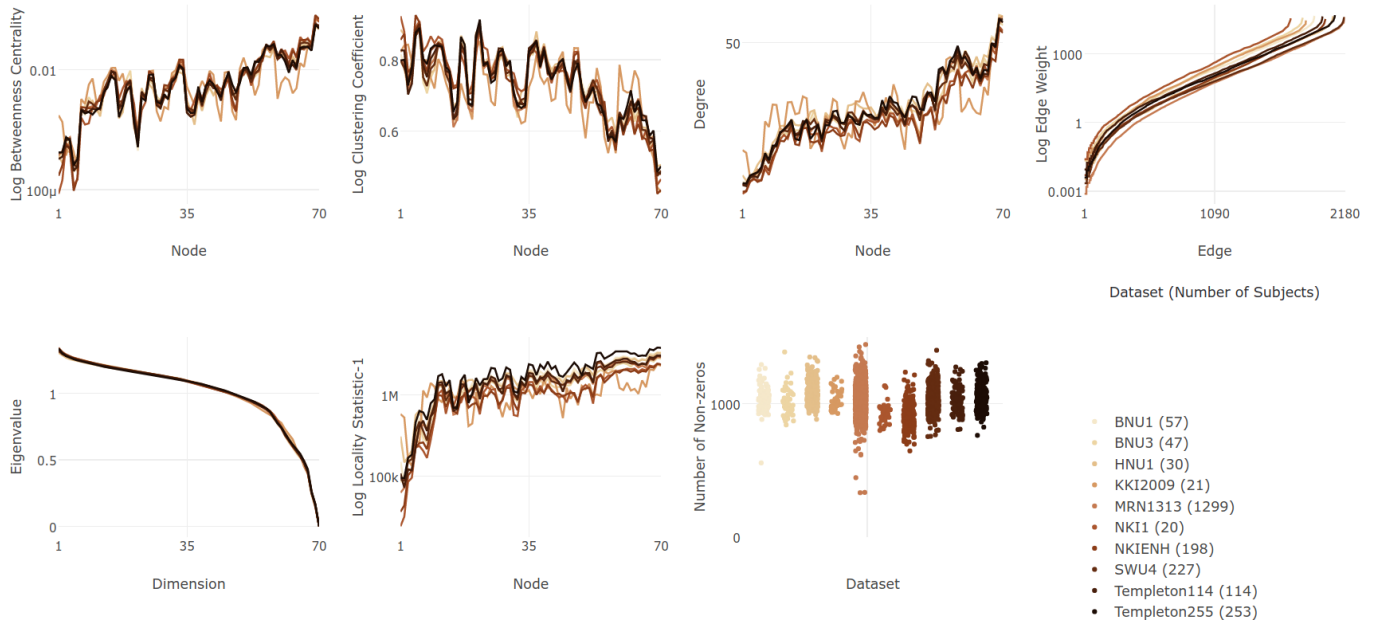 Log Betweenness Centrality
0.01
100μ
1
35
70
Node
Log Clustering Coefficient
0.8
0.6
1
35
70
Node
Degree
50
1
35
70
Node
Log Edge Weight
1000
1
0.001
1
1090
2180
Edge
Eigenvalue
1
0.5
0
1
35
70
Dimension
Log Locality Statistic-1
1M
100k
1
35
70
Node
Number of Non-zeros
1000
0
Dataset
Dataset (Number of Subjects)
BNU1 (57)
BNU3 (47)
HNU1 (30)
KKI2009 (21)
MRN1313 (1299)
NKI1 (20)
NKIENH (198)
SWU4 (227)
Templeton114 (114)
Templeton255 (253)